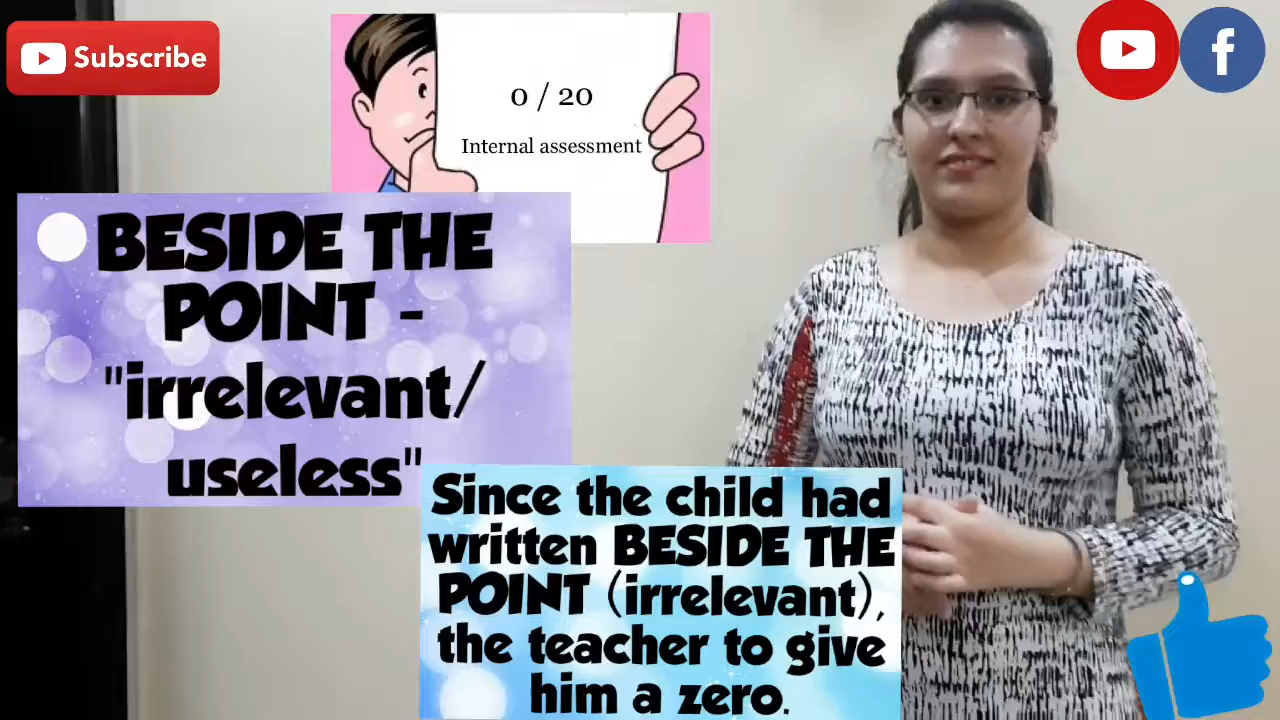 Subscribe
0 / 20
Internal assessment
BESIDE THE
POINT -
"irrelevant/
useless"
Since the child had
written BESIDE THE
POINT (irrelevant),
the teacher to give
him a zero.